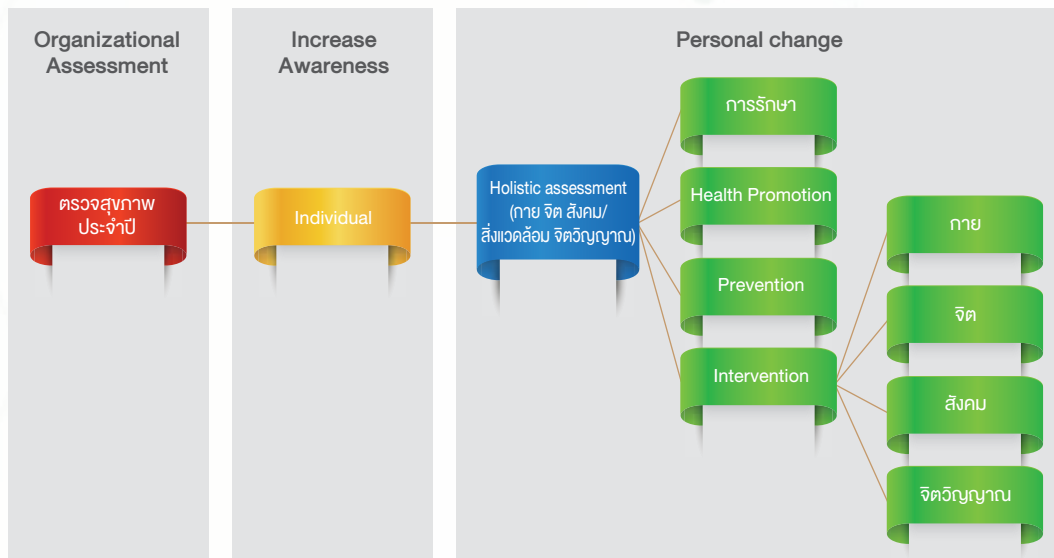 Organizational
Assessment
Increase
Awareness
Personal change
ตรวจสุขภาพ
ประจำปี
Individual
Holistic assessment
(กาย จิต สังคม/
สิ่งแวดล้อม จิตวิญญาณ)
การรักษา
Health Promotion
Prevention
Intervention
กาย
จิต
สังคม
จิตวิญญาณ